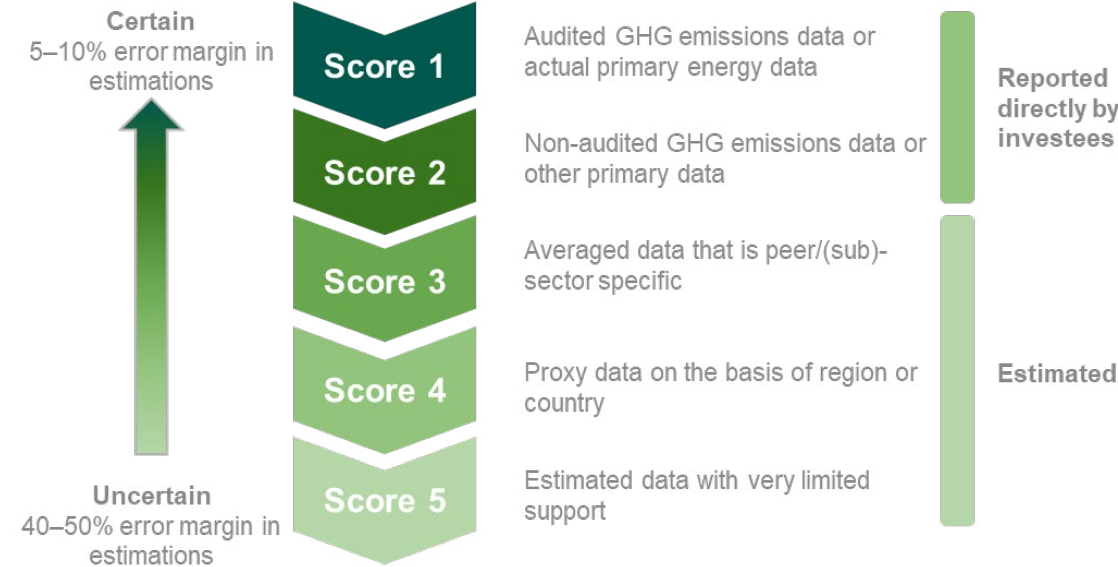 Certain
5–10% error margin in
estimations
Score 1
Audited GHG emissions data or
actual primary energy data
Score 2
Non-audited GHG emissions data or
other primary data
Reported
directly by
investees
Score 3
Averaged data that is peer/(sub)-
sector specific
Score 4
Proxy data on the basis of region or
country
Estimated
Uncertain
40–50% error margin in
estimations
Score 5
Estimated data with very limited
support